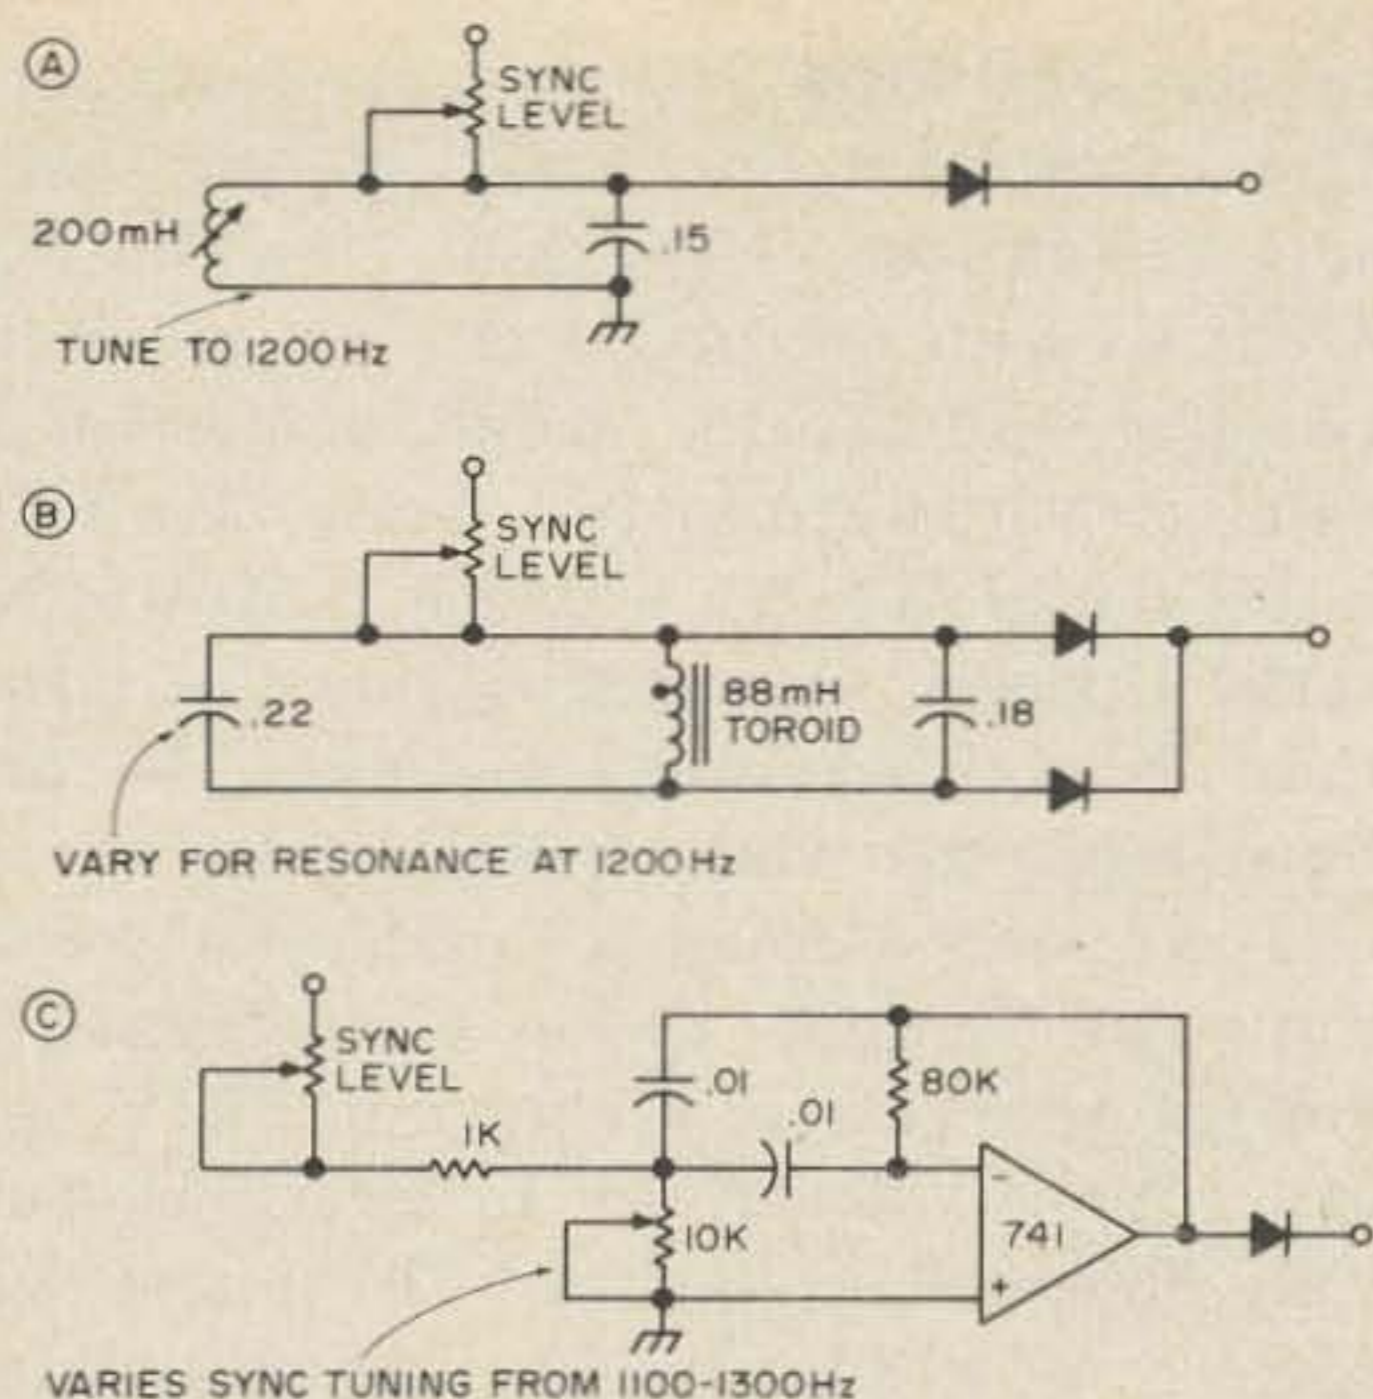 A
SYNC
LEVEL
200mH
.15
TUNE TO 1200Hz
B
SYNC
LEVEL
.22
88mH
TOROID
.18
VARY FOR RESONANCE AT 1200Hz
C
SYNC
LEVEL
.01
80K
.01
1K
-
10K
741
+
VARIES SYNC TUNING FROM 1100-1300Hz